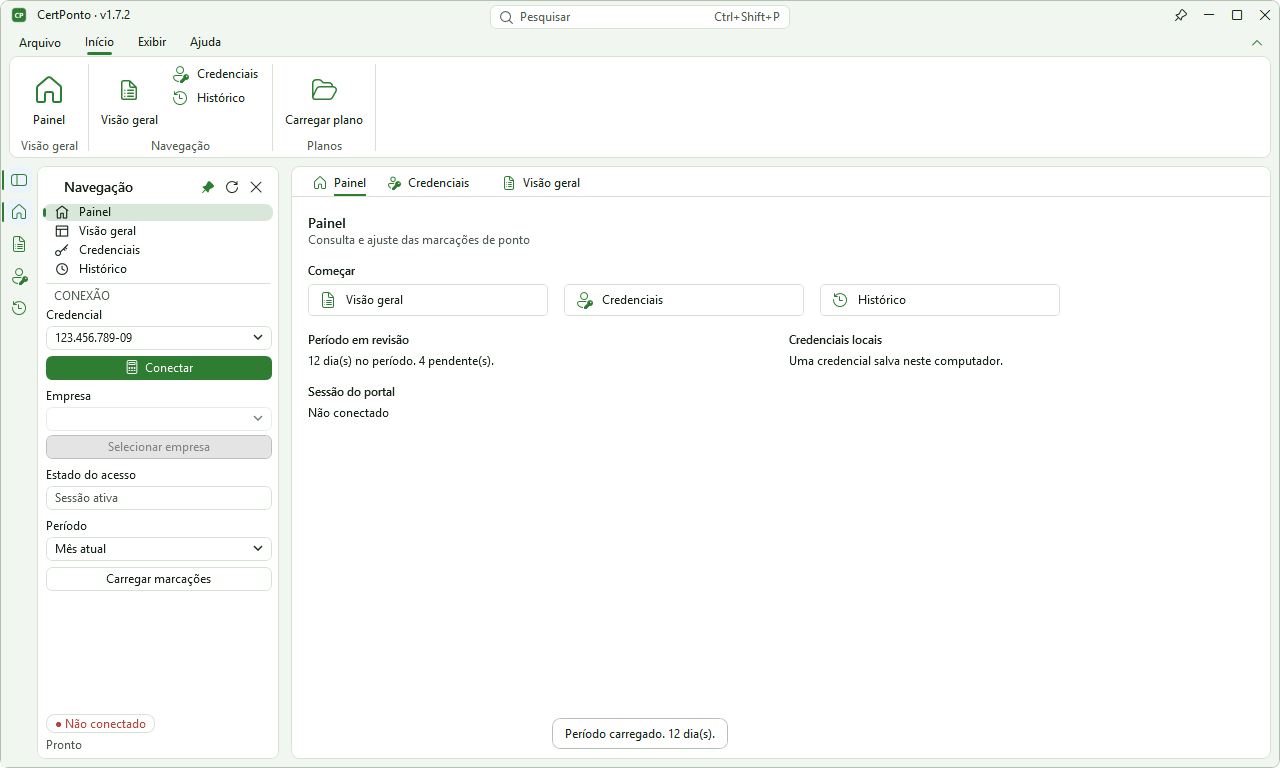 CP CertPonto · v1.7.2
Pesquisar Ctrl+Shift+P
Arquivo Início Exibir Ajuda
Painel
Visão geral
Visão geral
Credenciais
Histórico
Navegação
Carregar plano
Planos
Navegação
Painel
Visão geral
Credenciais
Histórico
CONEXÃO
Credencial
123.456.789-09
Conectar
Empresa
Selecionar empresa
Estado do acesso
Sessão ativa
Período
Mês atual
Carregar marcações
Não conectado
Pronto
Painel Credenciais Visão geral
Painel
Consulta e ajuste das marcações de ponto
Começar
Visão geral Credenciais Histórico
Período em revisão
12 dia(s) no período. 4 pendente(s).
Credenciais locais
Uma credencial salva neste computador.
Sessão do portal
Não conectado
Período carregado. 12 dia(s).